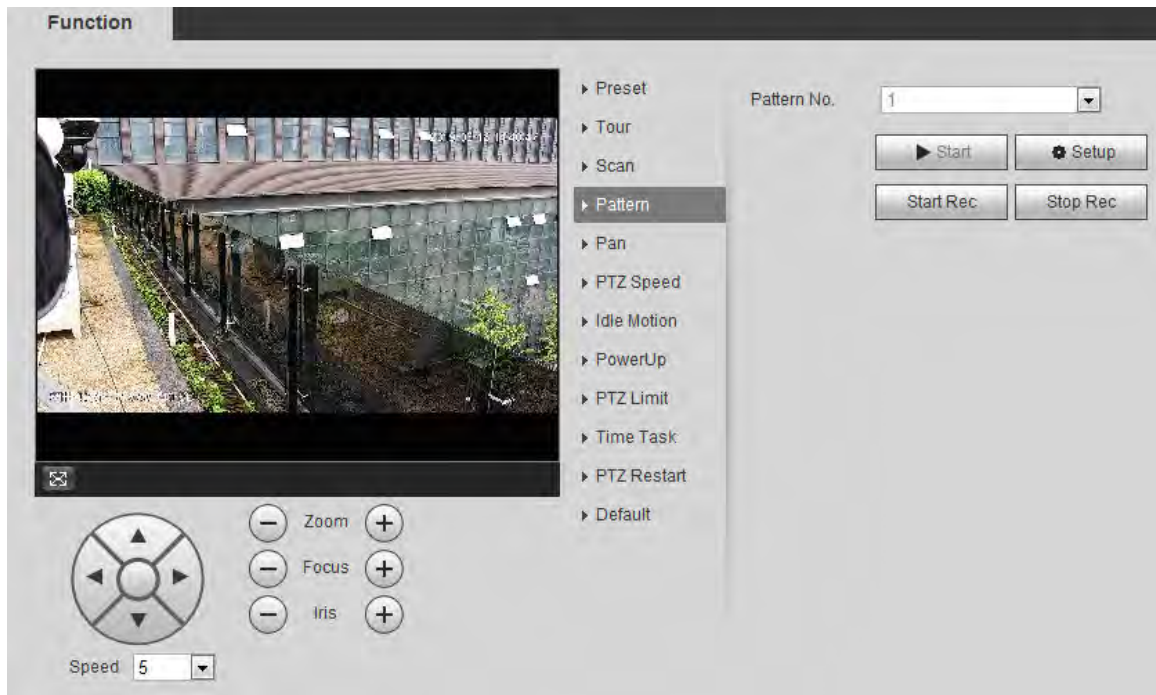 Function
Preset
Tour
Scan
Pattern
Pan
PTZ Speed
Idle Motion
PowerUp
PTZ Limit
Time Task
PTZ Restart
Default
Pattern No. 1
Start Setup
Start Rec Stop Rec
Zoom
Focus
Iris
Speed 5